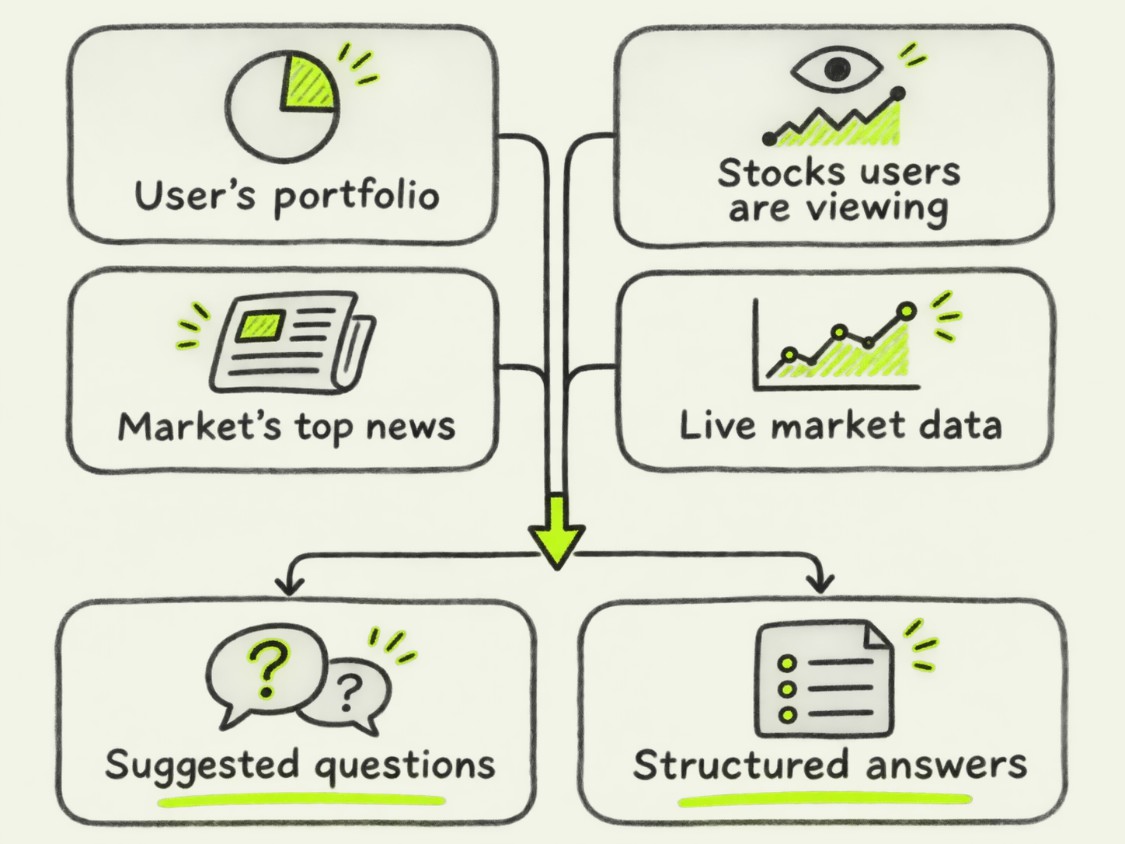 User's portfolio
Stocks users
are viewing
Market's top news
Live market data
?
?
Suggested questions
Structured answers